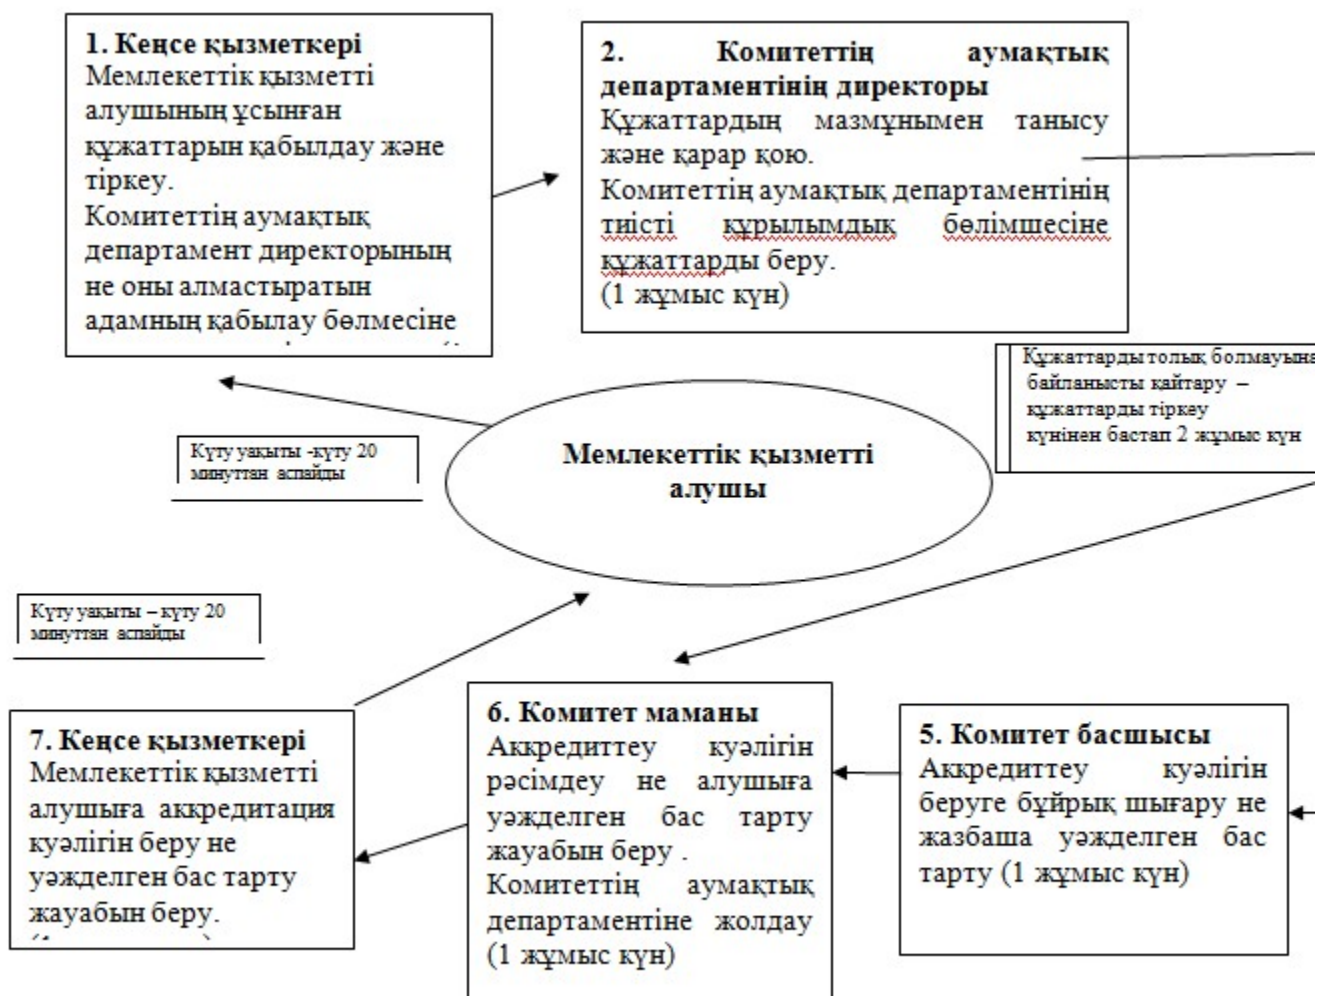 1. Кеңсе қызметкері
Мемлекеттік қызметті
алушының ұсынған
құжаттарын қабылдау және
тіркеу.
Комитеттің аумақтық
департамент директорының
не оны алмастыратын
адамның қабылау бөлмесіне
2. Комитеттің аумақтық
департаментінің директоры
Құжаттардың мазмұнымен танысу
және қарар қою.
Комитеттің аумақтық департаментінің
тиісті құрылымдық бөлімшесіне
құжаттарды беру.
(1 жұмыс күн)
Құжаттарды толық болмауына
байланысты қайтару –
құжаттарды тіркеу
күнінен бастап 2 жұмыс күн
Күту уақыты -күту 20
минуттан аспайды
Мемлекеттік қызметті
алушы
Күту уақыты – күту 20
минуттан аспайды
7. Кеңсе қызметкері
Мемлекеттік қызметті
алушыға аккредитация
куәлігін беру не
уәжделген бас тарту
жауабын беру.
6. Комитет маманы
Аккредиттеу куәлігін
рәсімдеу не алушыға
уәжделген бас тарту
жауабын беру .
Комитеттің аумақтық
департаментіне жолдау
(1 жұмыс күн)
5. Комитет басшысы
Аккредиттеу куәлігін
беруге бұйрық шығару не
жазбаша уәжделген бас
тарту (1 жұмыс күн)